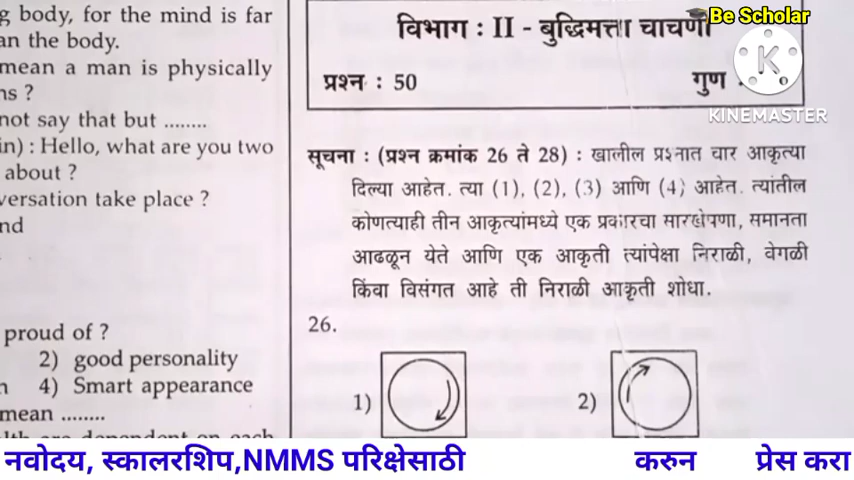 g body, for the mind is far
an the body.
mean a man is physically
ns ?
not say that but ........
in) : Hello, what are you two
about ?
versation take place ?
nd
proud of ?
2) good personality
4) Smart appearance
mean ........
विभाग : II - बुद्धिमत्ता चाचणी
प्रश्न : 50
गुण
Be Scholar
K
KINEMASTER
सूचना : (प्रश्न क्रमांक 26 ते 28) : खालील प्रश्नात चार आकृत्या
दिल्या आहेत. त्या (1), (2), (3) आणि (4) आहेत. त्यांतील
कोणत्याही तीन आकृत्यांमध्ये एक प्रकारचा सारखेपणा, समानता
आढळून येते आणि एक आकृती त्यांपेक्षा निराळी, वेगळी
किंवा विसंगत आहे ती निराळी आकृती शोधा.
26.
1)
2)
नवोदय, स्कालरशिप,NMMS परिक्षेसाठी करुन प्रेस करा